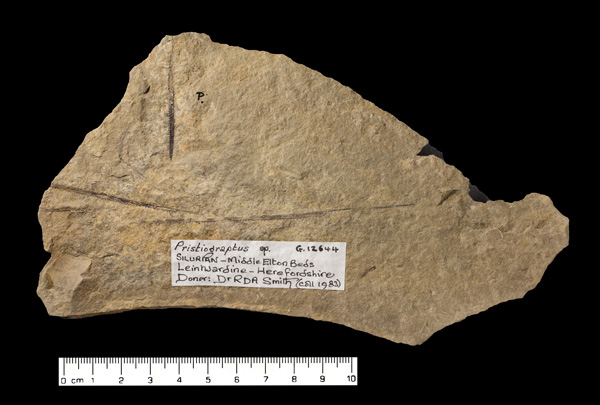 P.
Pristiograptus sp. G.12644
SILURIAN - Middle Elton Beds
Leintwardine - Herefordshire
Donor: Dr RDA Smith (coll 1983)
0 cm 1 2 3 4 5 6 7 8 9 10